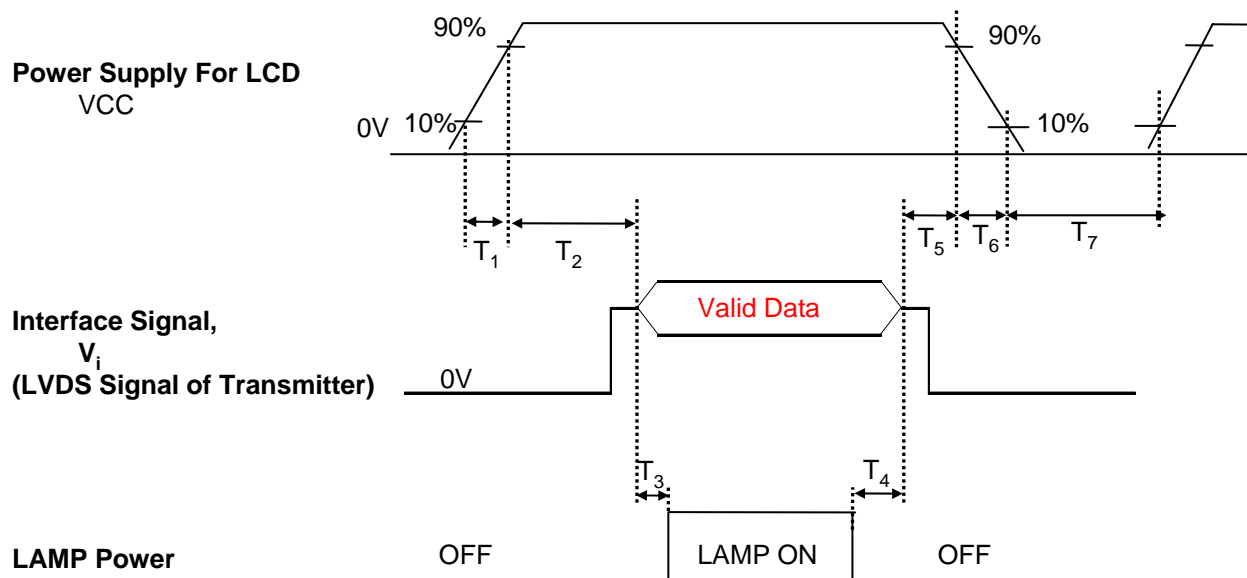 90%
90%
Power Supply For LCD
VCC
0V
10%
10%
T1
T2
T5
T6
T7
Valid Data
Interface Signal,
Vi
(LVDS Signal of Transmitter)
0V
T3
T4
LAMP Power
OFF
LAMP ON
OFF